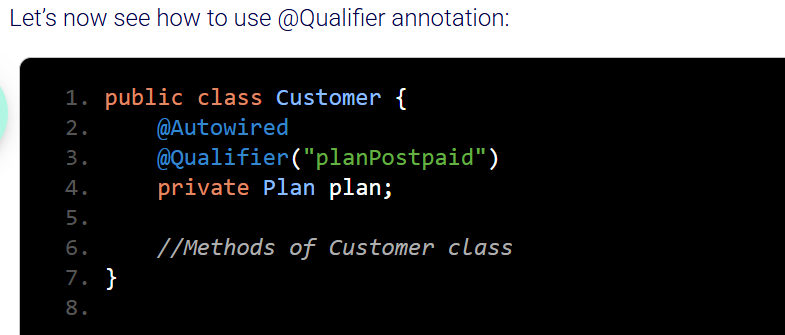 Let’s now see how to use @Qualifier annotation:
1. public class Customer {
2.     @Autowired
3.     @Qualifier("planPostpaid")
4.     private Plan plan;
5.
6.     //Methods of Customer class
7. }
8.